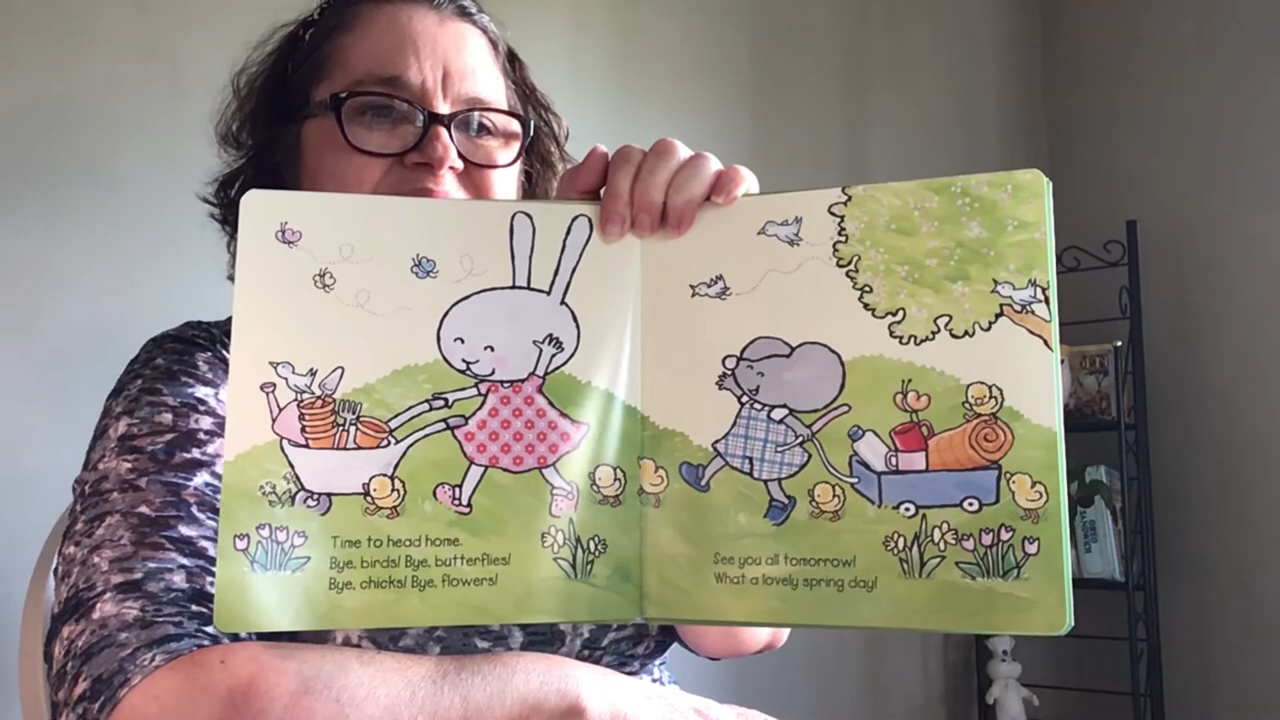 Time to head home.
Bye, birds! Bye, butterflies!
Bye, chicks! Bye, flowers!
See you all tomorrow!
What a lovely spring day!